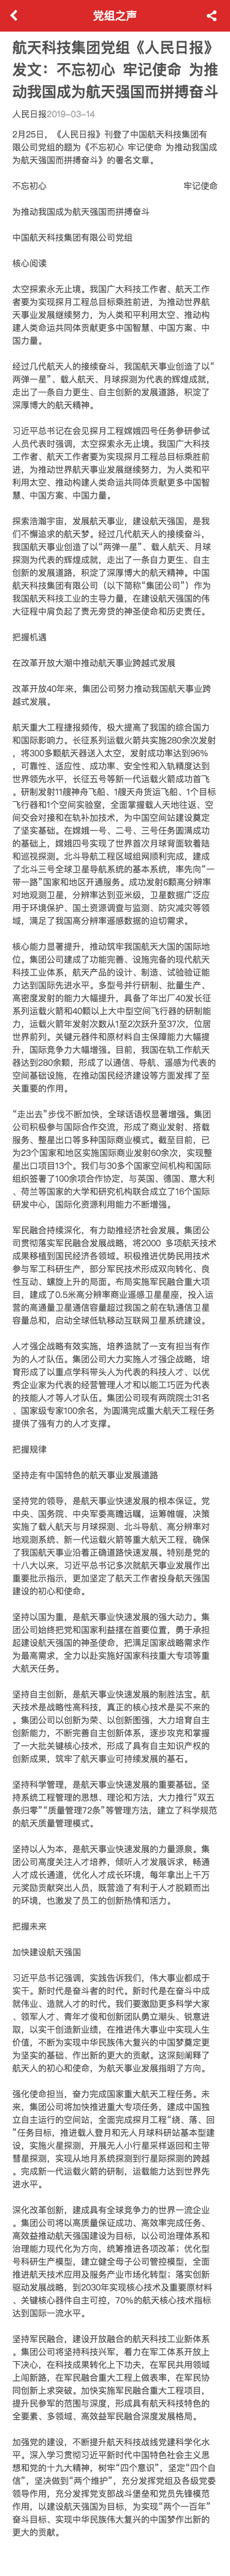 党组之声
航天科技集团党组《人民日报》
发文：不忘初心 牢记使命 为推
动我国成为航天强国而拼搏奋斗
人民日报2019-03-14
2月25日，《人民日报》刊登了中国航天科技集团有
限公司党组的题为《不忘初心 牢记使命 为推动我国成
为航天强国而拼搏奋斗》的署名文章。
不忘初心 牢记使命
为推动我国成为航天强国而拼搏奋斗
中国航天科技集团有限公司党组
核心阅读
太空探索永无止境。我国广大科技工作者、航天工作
者要为实现探月工程总目标乘胜前进，为推动世界航
天事业发展继续努力，为人类和平利用太空、推动构
建人类命运共同体贡献更多中国智慧、中国方案、中
国力量。
经过几代航天人的接续奋斗，我国航天事业创造了以“
两弹一星”、载人航天、月球探测为代表的辉煌成就，
走出了一条自力更生、自主创新的发展道路，积淀了
深厚博大的航天精神。
习近平总书记在会见探月工程嫦娥四号任务参研参试
人员代表时强调，太空探索永无止境。我国广大科技
工作者、航天工作者要为实现探月工程总目标乘胜前
进，为推动世界航天事业发展继续努力，为人类和平
利用太空、推动构建人类命运共同体贡献更多中国智
慧、中国方案、中国力量。
探索浩瀚宇宙，发展航天事业，建设航天强国，是我
们不懈追求的航天梦。经过几代航天人的接续奋斗，
我国航天事业创造了以“两弹一星”、载人航天、月球
探测为代表的辉煌成就，走出了一条自力更生、自主
创新的发展道路，积淀了深厚博大的航天精神。中国
航天科技集团有限公司（以下简称“集团公司”）作为
我国航天科技工业的主导力量，在建设航天强国的伟
大征程中肩负起了责无旁贷的神圣使命和历史责任。
把握机遇
在改革开放大潮中推动航天事业跨越式发展
改革开放40年来，集团公司努力推动我国航天事业跨
越式发展。
航天重大工程捷报频传，极大提高了我国的综合国力
和国际影响力。长征系列运载火箭共实施280余次发射
，将300多颗航天器送入太空，发射成功率达到96%
，可靠性、适应性、成功率、安全性和入轨精度达到
世界领先水平，长征五号等新一代运载火箭成功首飞
。研制发射11艘神舟飞船、1艘天舟货运飞船、1个目标
飞行器和1个空间实验室，全面掌握载人天地往返、空
间交会对接和在轨补加技术，为中国空间站建设奠定
了坚实基础。在嫦娥一号、二号、三号任务圆满成功
的基础上，嫦娥四号实现了世界首次月球背面软着陆
和巡视探测。北斗导航工程区域组网顺利完成，建成
了北斗三号全球卫星导航系统的基本系统，率先向“一
带一路”国家和地区开通服务。成功发射6颗高分辨率
对地观测卫星，分辨率达到亚米级，卫星数据广泛应
用于环境保护、国土资源调查与监测、防灾减灾等领
域，满足了我国高分辨率遥感数据的迫切需求。
核心能力显著提升，推动筑牢我国航天大国的国际地
位。集团公司建成了功能完善、设施完备的现代航天
科技工业体系，航天产品的设计、制造、试验验证能
力达到国际先进水平。多型号并行研制、批量生产、
高密度发射的能力大幅提升，具备了年出厂40发长征
系列运载火箭和40颗以上大中型空间飞行器的研制能
力，运载火箭年发射次数从1至2次跃升至37次，位居
世界前列。关键元器件和原材料自主保障能力大幅提
升，国际竞争力大幅增强。目前，我国在轨工作航天
器达到280余颗，形成了以通信、导航、遥感为代表的
空间基础设施，在推动国民经济建设等方面发挥了至
关重要的作用。
“走出去”步伐不断加快，全球话语权显著增强。集团
公司积极参与国际合作交流，形成了商业发射、搭载
服务、整星出口等多种国际商业模式。截至目前，已
为23个国家和地区实施国际商业发射60余次，实现整
星出口项目13个。我们与30多个国家空间机构和国际
组织签署了100余项合作协定，与英国、德国、意大利
、荷兰等国家的大学和研究机构联合成立了16个国际
研发中心，国际化资源利用能力不断增强。
军民融合持续深化，有力助推经济社会发展。集团公
司贯彻落实军民融合发展战略，将2000 多项航天技术
成果移植到国民经济各领域。积极推进优势民用技术
参与军工科研生产，部分军民技术形成双向转化、良
性互动、螺旋上升的局面。布局实施军民融合重大项
目，建成了0.5米高分辨率商业遥感卫星星座，投入运
营的高通量卫星通信容量超过我国之前在轨通信卫星
容量总和，启动全球低轨移动互联网卫星系统建设。
人才强企战略有效实施，培养造就了一支有担当有作
为的人才队伍。集团公司大力实施人才强企战略，培
育形成了以重点学科带头人为代表的科技人才、以优
秀企业家为代表的经营管理人才和以能工巧匠为代表
的技能人才等人才队伍。集团公司现有两院院士31名
、国家级专家100余名，为圆满完成重大航天工程任务
提供了强有力的人才支撑。
把握规律
坚持走有中国特色的航天事业发展道路
坚持党的领导，是航天事业快速发展的根本保证。党
中央、国务院、中央军委高瞻远瞩，运筹帷幄，决策
实施了载人航天与月球探测、北斗导航、高分辨率对
地观测系统、新一代运载火箭等重大航天工程，确保
了我国航天事业沿着正确道路快速发展。特别是党的
十八大以来，习近平总书记多次就航天事业发展作出
重要批示指示，更加坚定了航天工作者投身航天强国
建设的初心和使命。
坚持以国为重，是航天事业快速发展的强大动力。集
团公司始终把党和国家利益摆在首要位置，勇于承担
起建设航天强国的神圣使命，把满足国家战略需求作
为最高需求，全力以赴实施好国家科技重大专项等重
大航天任务。
坚持自主创新，是航天事业快速发展的制胜法宝。航
天技术是战略性高科技，真正的核心技术是买不来的
。集团公司以创新为荣、以创新图强，大力培育自主
创新能力，不断完善自主创新体系，逐步攻克和掌握
了一大批关键核心技术，形成了具有自主知识产权的
创新成果，筑牢了航天事业可持续发展的基石。
坚持科学管理，是航天事业快速发展的重要基础。坚
持系统工程管理的思想、理论和方法，大力推行“双五
条归零”“质量管理72条”等管理方法，建立了科学规范
的航天质量管理模式。
坚持以人为本，是航天事业快速发展的力量源泉。集
团公司高度关注人才培养，倾听人才发展诉求，畅通
人才成长通道，优化人才成长环境，每年拿出上千万
元奖励贡献突出人员，既营造了有利于人才脱颖而出
的环境，也激发了员工的创新热情和活力。
把握未来
加快建设航天强国
习近平总书记强调，实践告诉我们，伟大事业都成于
实干。新时代是奋斗者的时代。新时代是在奋斗中成
就伟业、造就人才的时代。我们要激励更多科学大家
、领军人才、青年才俊和创新团队勇立潮头、锐意进
取，以实干创造新业绩，在推进伟大事业中实现人生
价值，不断为实现中华民族伟大复兴的中国梦奠定更
为坚实的基础、作出新的更大的贡献。这深刻阐释了
航天人的初心和使命，为航天事业发展指明了方向。
强化使命担当，奋力完成国家重大航天工程任务。未
来，集团公司将加快推进重大专项任务，建成中国独
立自主运行的空间站，全面完成探月工程“绕、落、回
”任务目标，推进载人登月和无人月球科研站基本型建
设，实施火星探测，开展无人小行星采样返回和主带
彗星探测，实现从地月系统探测到行星际探测的跨越
。完成新一代运载火箭的研制，运载能力达到世界先
进水平。
深化改革创新，建成具有全球竞争力的世界一流企业
。集团公司将以高质量保证成功、高效率完成任务、
高效益推动航天强国建设为目标，以公司治理体系和
治理能力现代化为方向，统筹推进各项改革；优化型
号科研生产模型，建立健全母子公司管控模型，全面
推进航天技术应用及服务产业市场化转型；落实创新
驱动发展战略，到2030年实现核心技术及重要原材料
、关键核心器件自主可控，70%的航天核心技术指标
达到国际一流水平。
坚持军民融合，建设开放融合的航天科技工业新体系
。集团公司将坚持科技兴军，着力在军工体系开放上
下决心，在科技成果转化上下功夫，在军民共用领域
上闯新路，在军民融合重大工程上做表率，在军民协
同创新上求突破。加快实施军民融合重大工程项目，
提升民参军的范围与深度，形成具有航天科技特色的
全要素、多领域、高效益军民融合深度发展格局。
加强党的建设，不断提升航天科技战线党建科学化水
平。深入学习贯彻习近平新时代中国特色社会主义思
想和党的十九大精神，树牢“四个意识”，坚定“四个自
信”，坚决做到“两个维护”，充分发挥党组及各级党委
领导作用，充分发挥党支部战斗堡垒和党员先锋模范
作用，以建设航天强国为目标，为实现“两个一百年”
奋斗目标、实现中华民族伟大复兴的中国梦作出新的
更大的贡献。